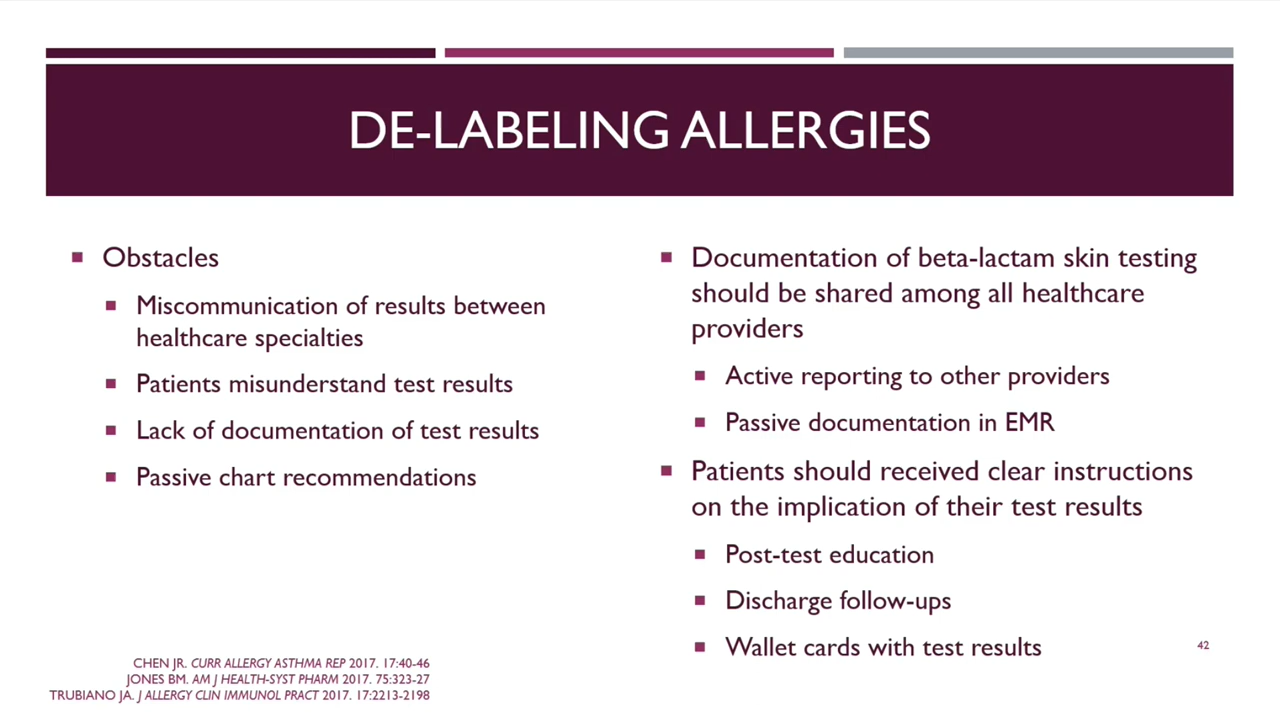 DE-LABELING ALLERGIES
Obstacles
Miscommunication of results between
healthcare specialties
Patients misunderstand test results
Lack of documentation of test results
Passive chart recommendations
Documentation of beta-lactam skin testing
should be shared among all healthcare
providers
Active reporting to other providers
Passive documentation in EMR
Patients should received clear instructions
on the implication of their test results
Post-test education
Discharge follow-ups
Wallet cards with test results
42
CHEN JR. CURR ALLERGY ASTHMA REP 2017. 17:40-46
JONES BM. AM J HEALTH-SYST PHARM 2017. 75:323-27
TRUBIANO JA. J ALLERGY CLIN IMMUNOL PRACT 2017. 17:2213-2198